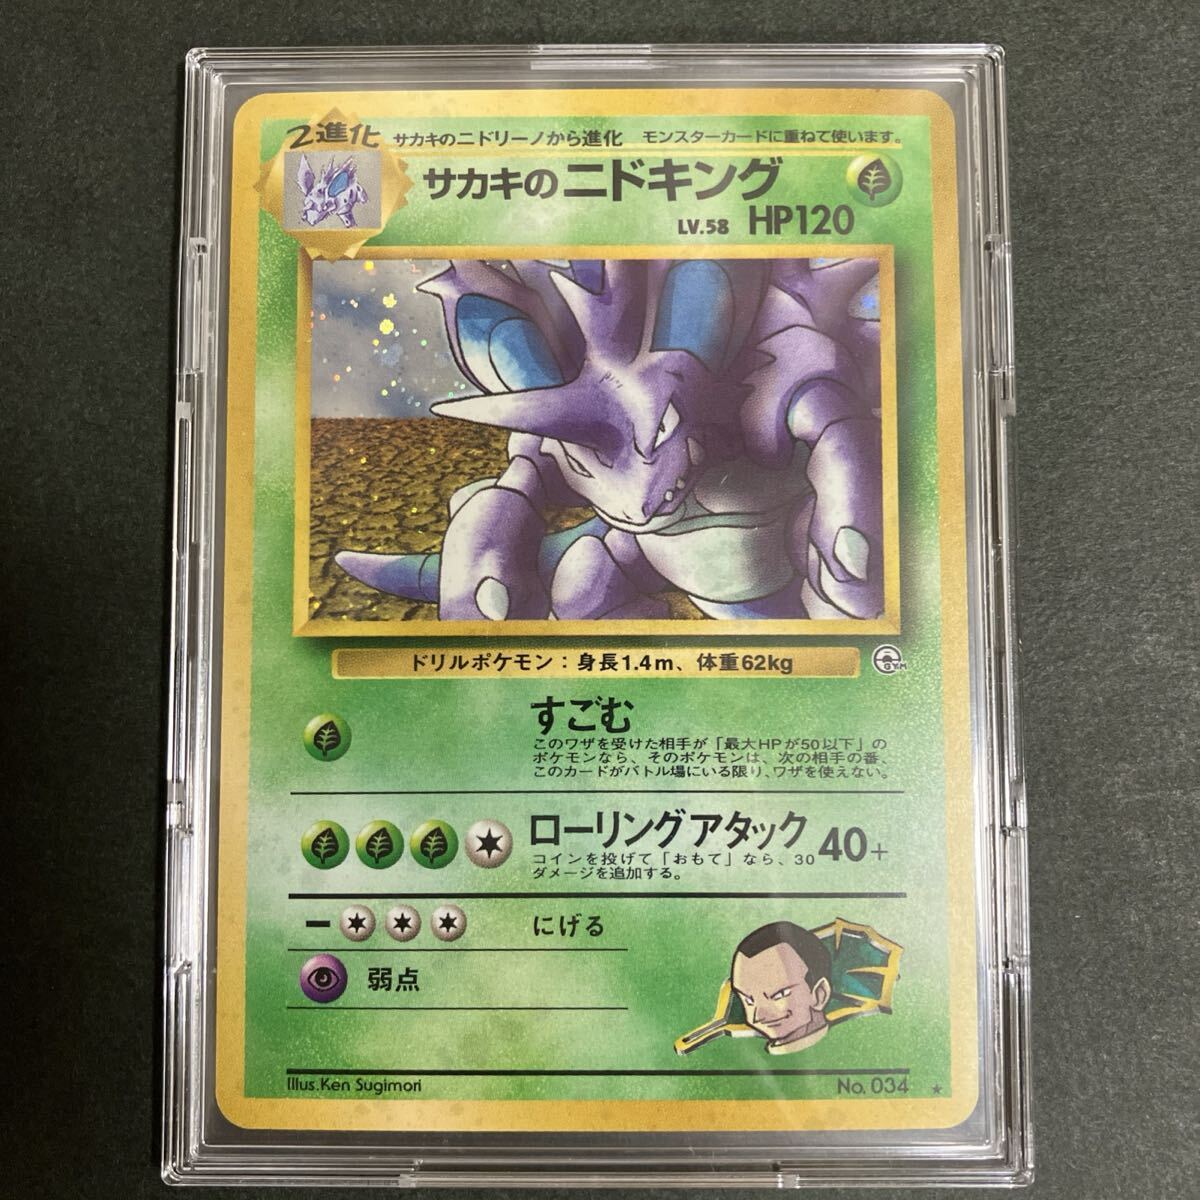 2進化 サカキのニドリーノから進化 モンスターカードに重ねて使います。
サカキのニドキング
LV.58 HP120
ドリルポケモン：身長1.4m、体重62kg
GYM
すごむ
このワザを受けた相手が「最大HPが50以下」の
ポケモンなら、そのポケモンは、次の相手の番、
このカードがバトル場にいる限り、ワザを使えない。
ローリングアタック 40+
コインを投げて「おもて」なら、30
ダメージを追加する。
ー にげる
弱点
Illus.Ken Sugimori No. 034 ★